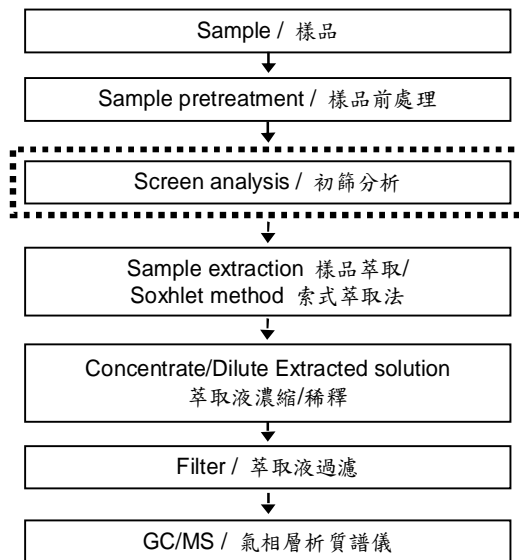 Sample / 樣品
Sample pretreatment / 樣品前處理
Screen analysis / 初篩分析
Sample extraction 樣品萃取/
Soxhlet method 索式萃取法
Concentrate/Dilute Extracted solution
萃取液濃縮/稀釋
Filter / 萃取液過濾
GC/MS / 氣相層析質譜儀